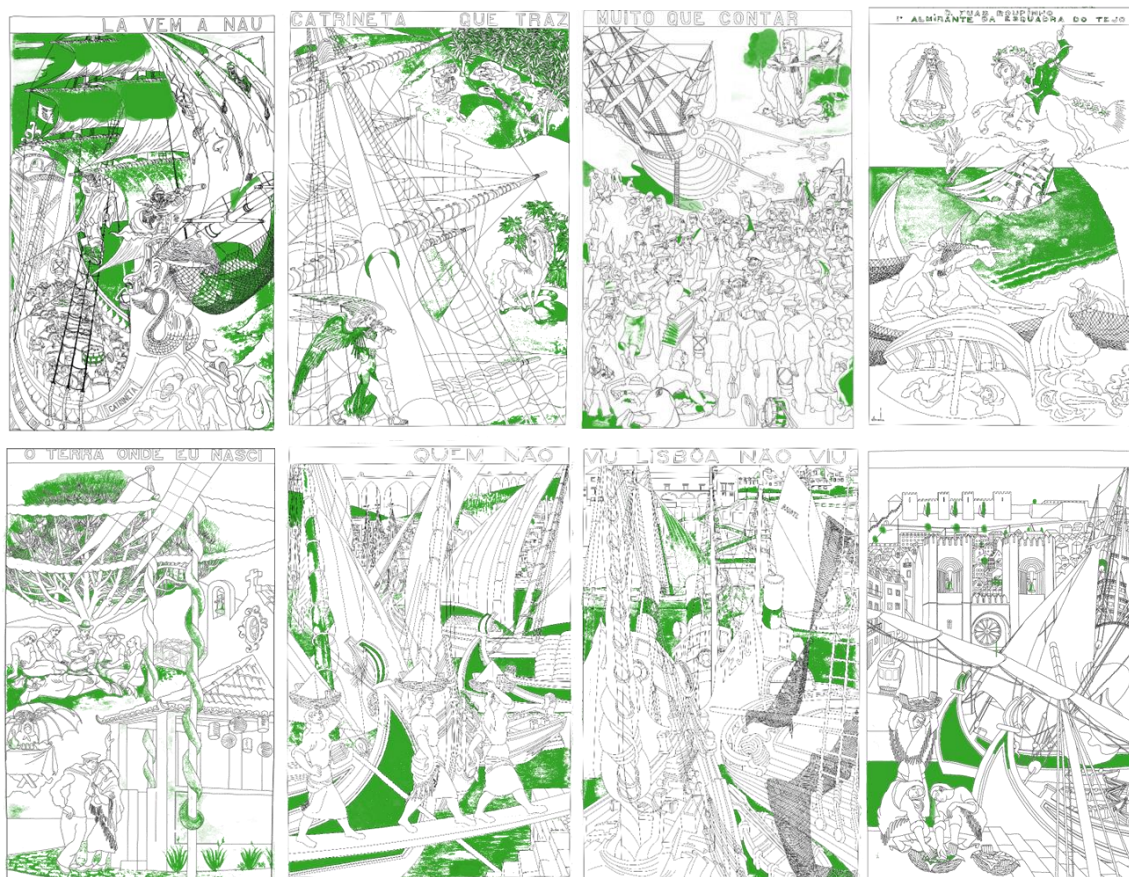 LA VEM A NAU
CATRINETA QUE TRAZ
MUITO QUE CONTAR
D. FUAS ROUPINHO
1º ALMIRANTE DA ESQUADRA DO TEJO
CATRINETA
O TERRA ONDE EU NASCI
QUEM NÃO
VIU LISBOA NÃO VIU